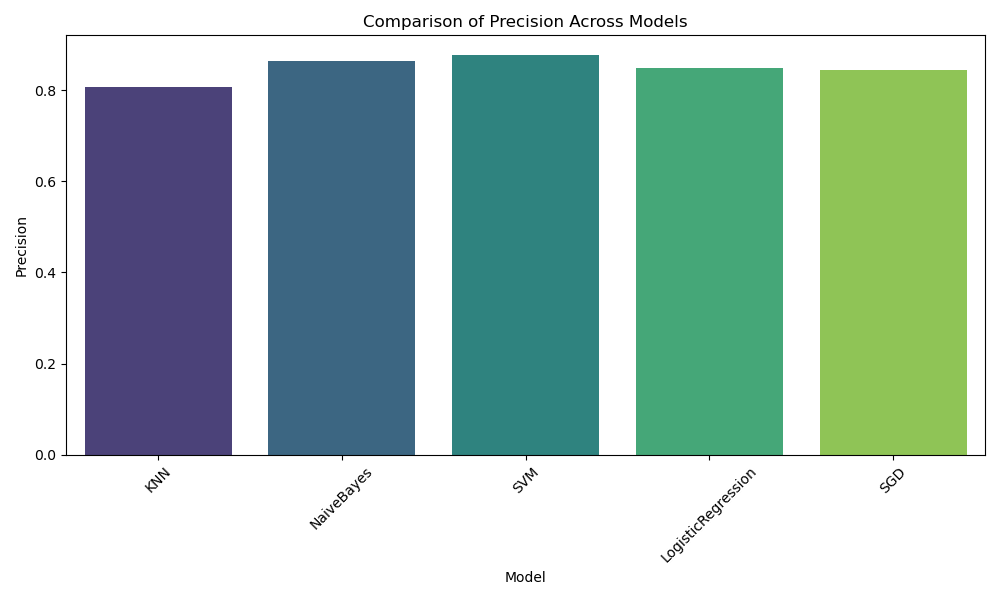 Comparison of Precision Across Models
Precision
0.8
0.6
0.4
0.2
0.0
KNN
NaiveBayes
SVM
LogisticRegression
SGD
Model